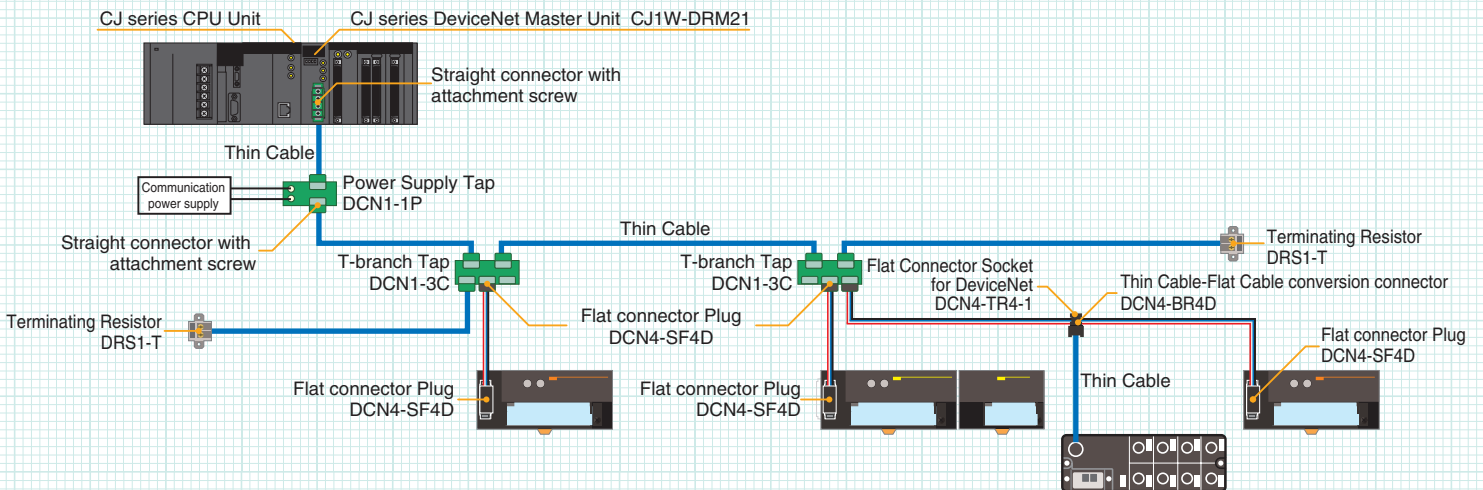 CJ series CPU Unit
CJ series DeviceNet Master Unit CJ1W-DRM21
Straight connector with
attachment screw
Thin Cable
Communication
power supply
Power Supply Tap
DCN1-1P
Straight connector with
attachment screw
T-branch Tap
DCN1-3C
Thin Cable
T-branch Tap
DCN1-3C
Flat Connector Socket
for DeviceNet
DCN4-TR4-1
Terminating Resistor
DRS1-T
Thin Cable-Flat Cable conversion connector
DCN4-BR4D
Terminating Resistor
DRS1-T
Flat connector Plug
DCN4-SF4D
Flat connector Plug
DCN4-SF4D
Flat connector Plug
DCN4-SF4D
Thin Cable
Flat connector Plug
DCN4-SF4D